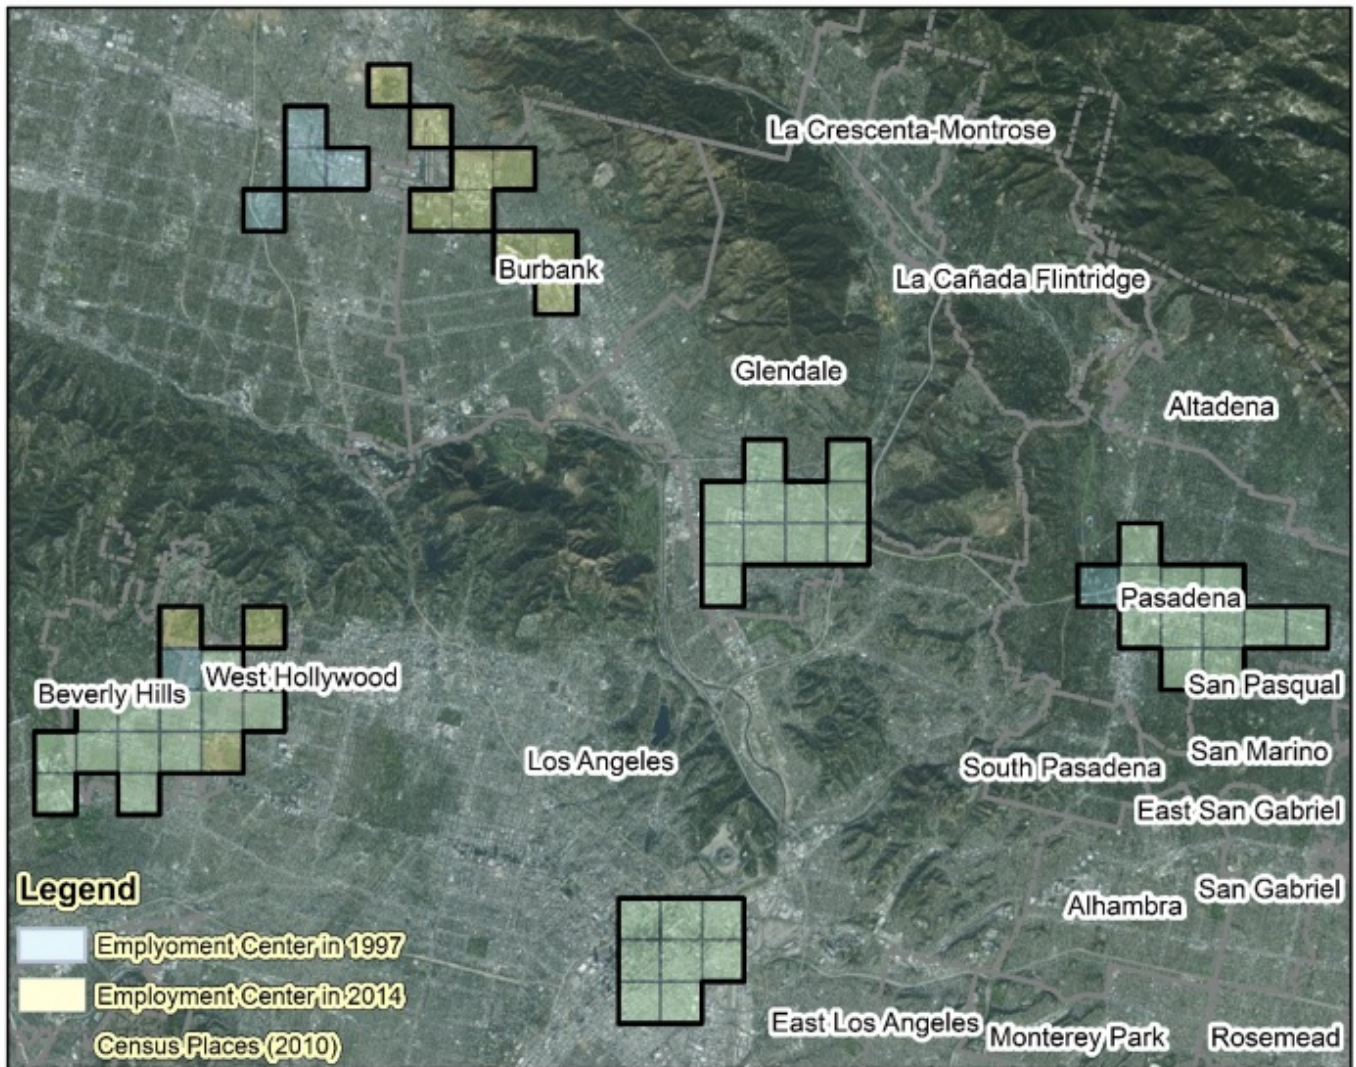 La Crescenta-Montrose
Burbank
La Cañada Flintridge
Glendale
Altadena
Pasadena
West Hollywood
Beverly Hills
San Pasqual
Los Angeles
South Pasadena
San Marino
East San Gabriel
San Gabriel
Alhambra
East Los Angeles
Monterey Park
Rosemead
Legend
Emplyoment Center in 1997
Employment Center in 2014
Census Places (2010)